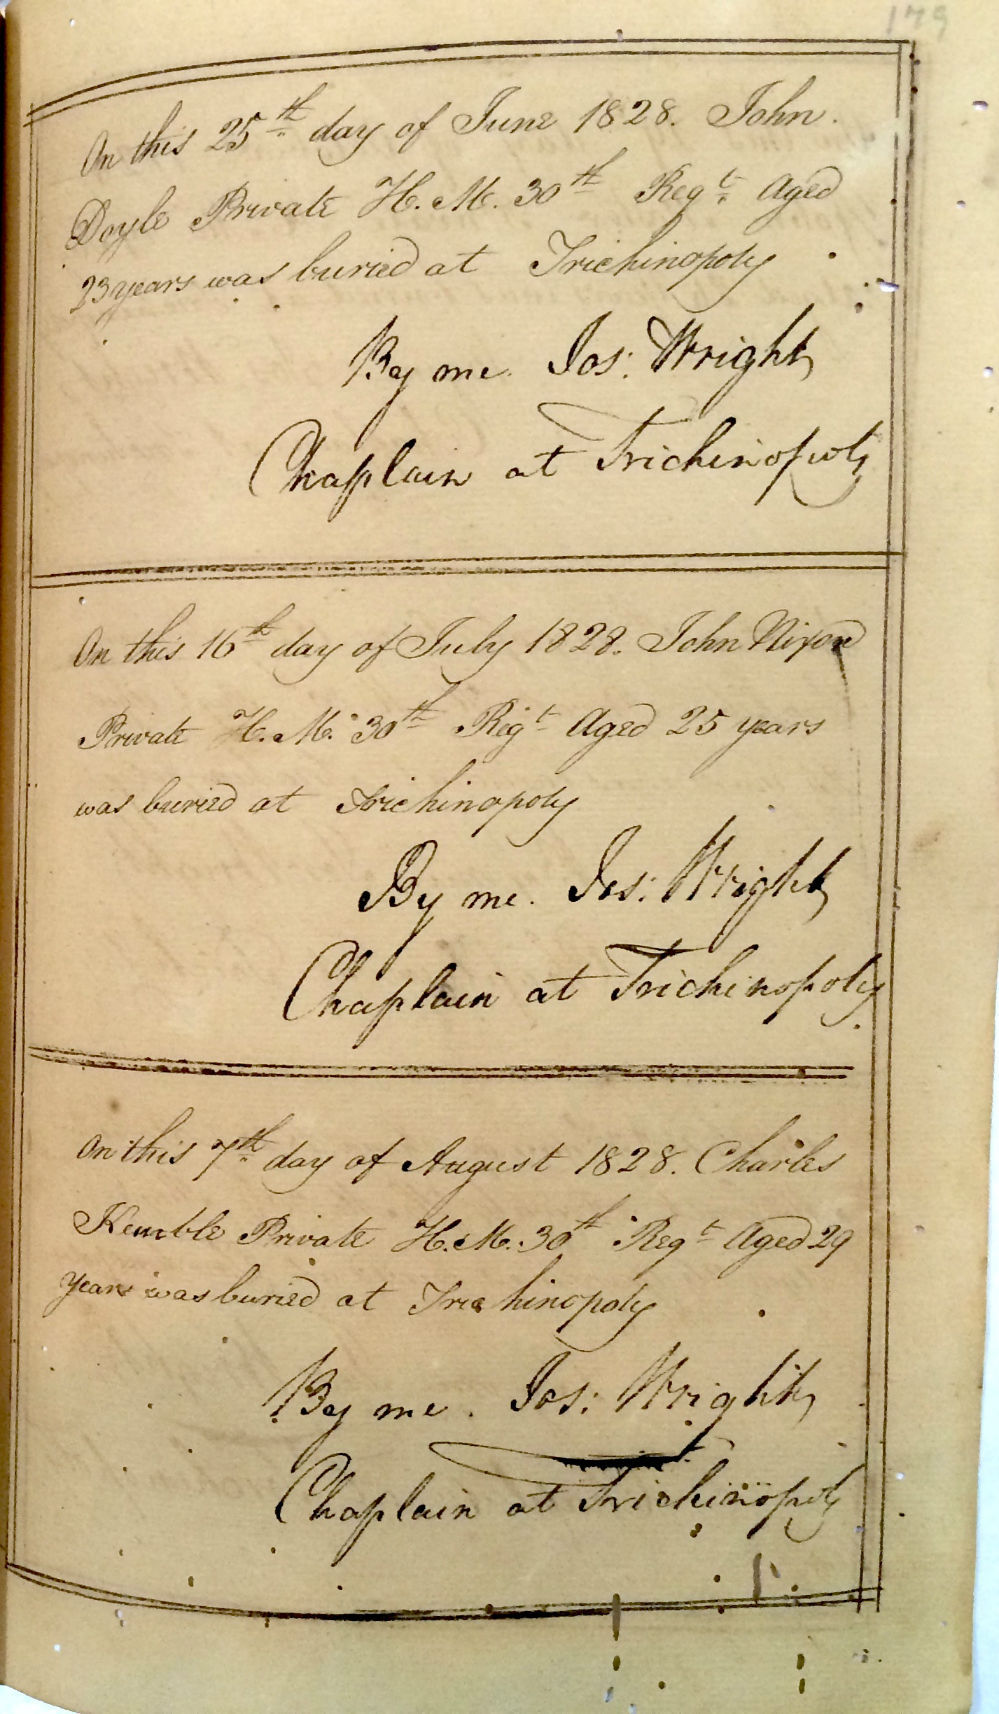 179
On this 25th day of June 1828. John.
Doyle Private H. M. 30th Regt. Aged
23 years was buried at Trichinopoly
By me. Jos: Wright,
Chaplain at Trichinopoly
On this 16th day of July 1828. John Nixon
Private H. M. 30th Regt Aged 25 years
was buried at Trichinopoly
By me. Jos: Wright,
Chaplain at Trichinopoly
On this 7th day of August 1828. Charles
Kemble Private H. M. 30th Regt Aged 29
years was buried at Trichinopoly
By me. Jos: Wright,
Chaplain at Trichinopoly